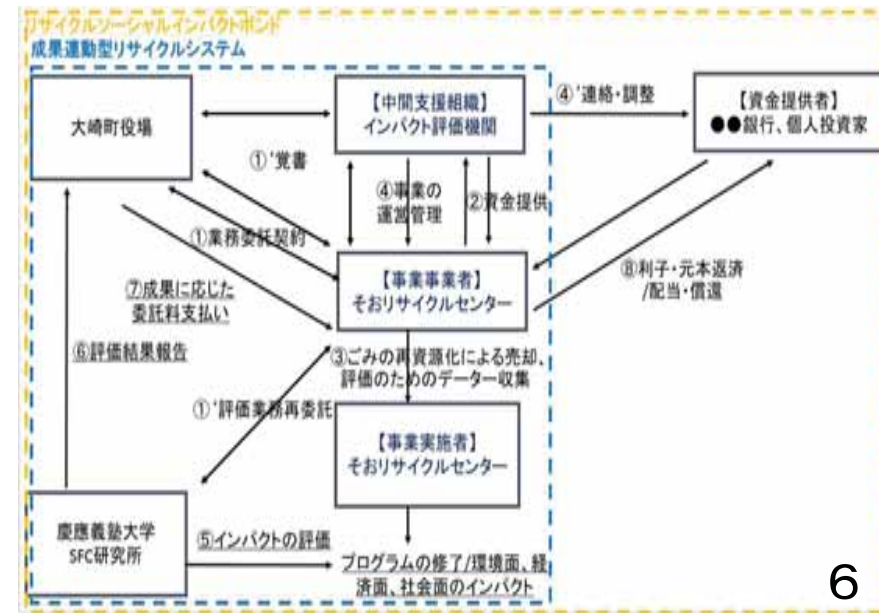 リサイクルソーシャルインパクトボンド
成果連動型リサイクルシステム
大崎町役場
【中間支援組織】
インパクト評価機関
④'連絡・調整
【資金提供者】
●●銀行、個人投資家
①'覚書
④事業の
運営管理
②資金提供
①業務委託契約
【事業事業者】
そおリサイクルセンター
⑧利子・元本返済
/配当・償還
⑦成果に応じた
委託料支払い
⑥評価結果報告
③ごみの再資源化による売却、
評価のためのデーター収集
①'評価業務再委託
【事業実施者】
そおリサイクルセンター
慶應義塾大学
SFC研究所
⑤インパクトの評価
プログラムの修了/環境面、経
済面、社会面のインパクト
6